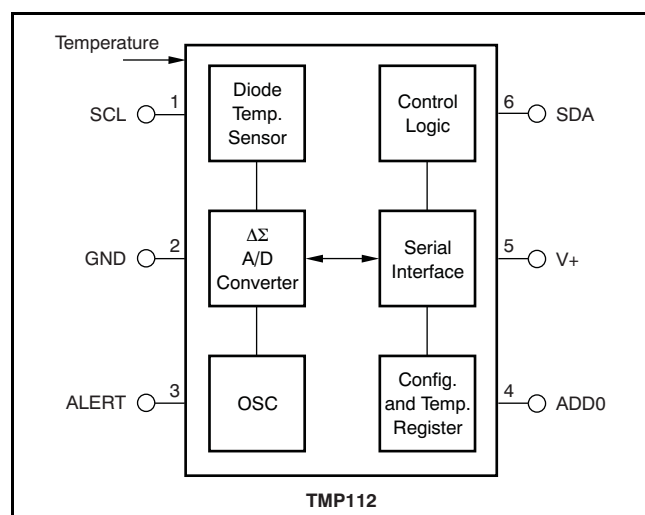 Temperature
SCL
1
Diode
Temp.
Sensor
Control
Logic
6
SDA
GND
2
ΔΣ
A/D
Converter
Serial
Interface
5
V+
ALERT
3
OSC
Config.
and Temp.
Register
4
ADD0
TMP112